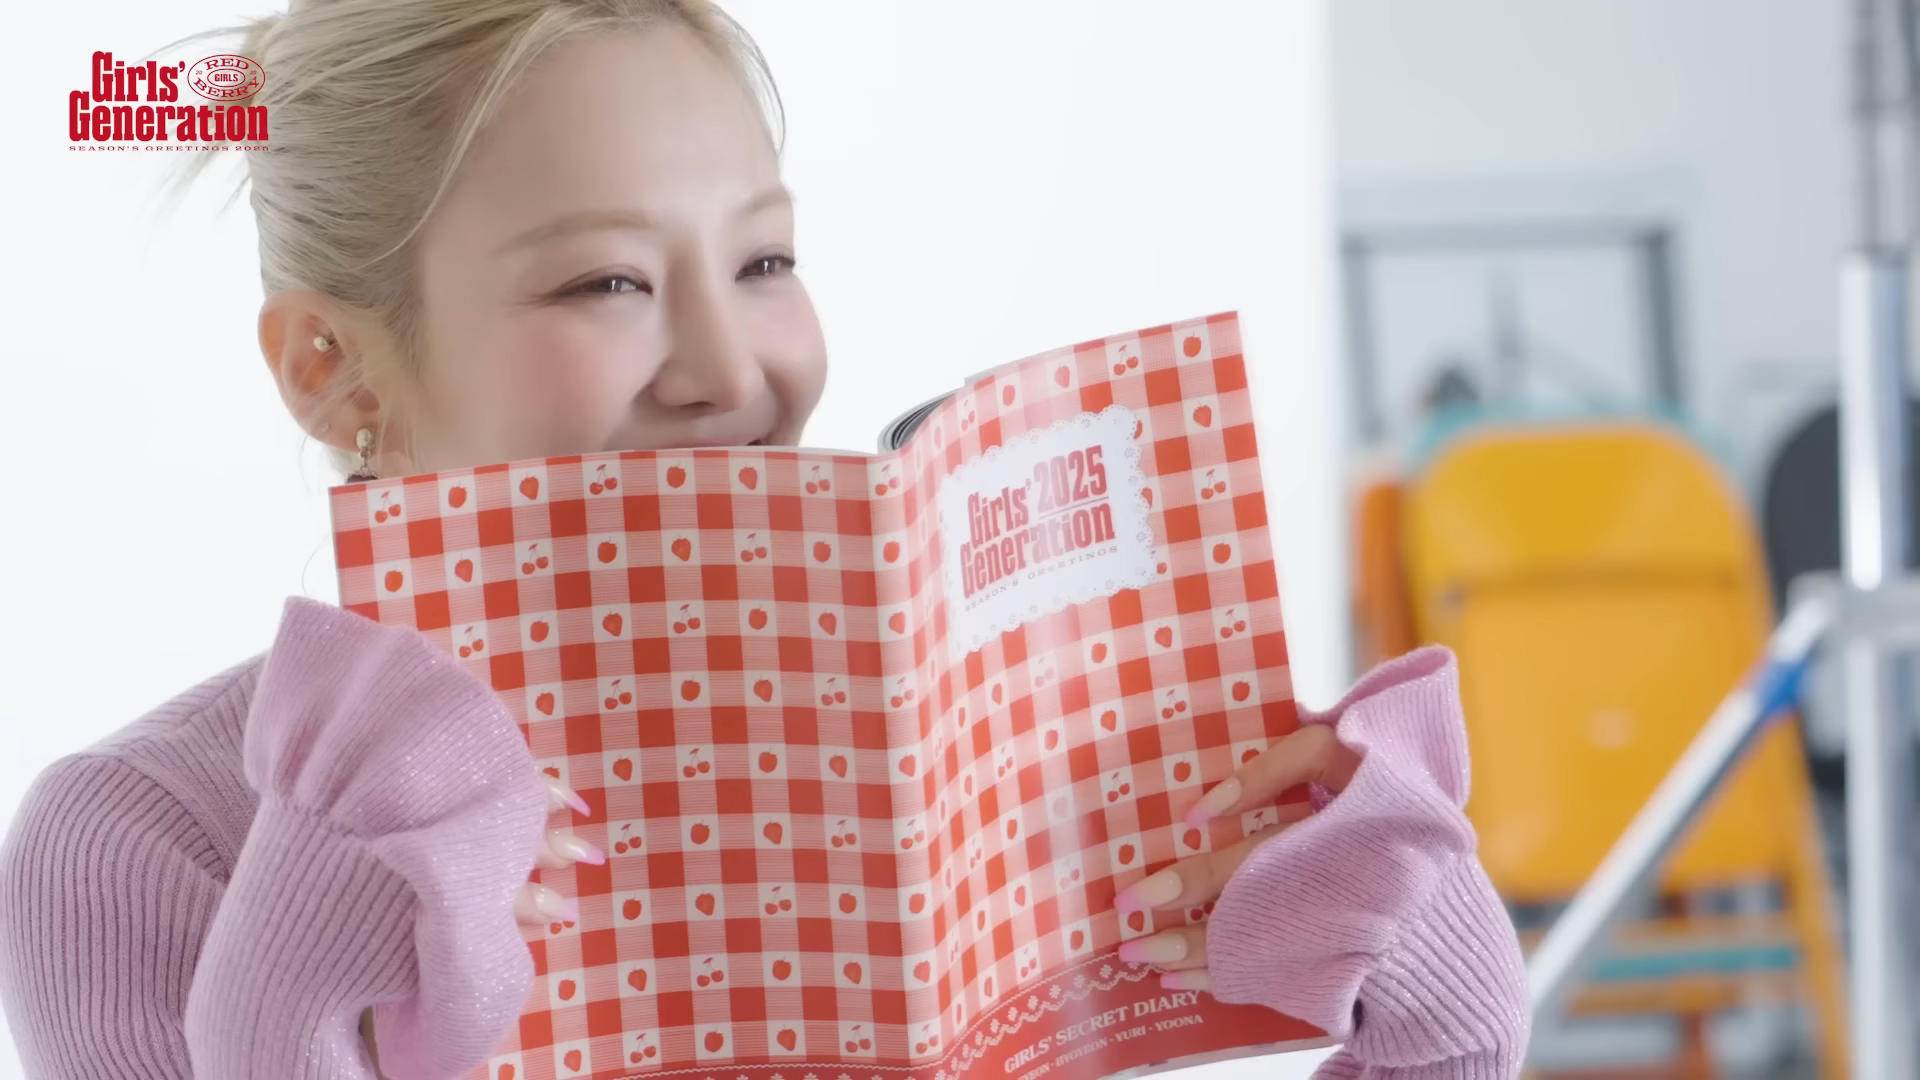 Girls'
RED
20 GIRLS
BERRY
Generation
SEASON'S GREETINGS 2025
Girls' 2025
Generation
SEASON'S GREETINGS
GIRLS' SECRET DIARY
HYOYEON · YURI · YOONA